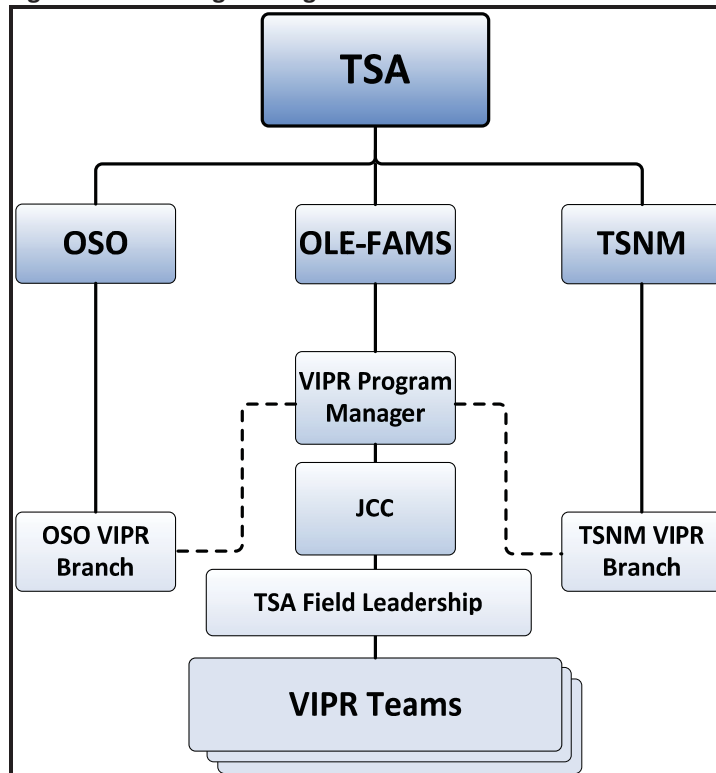 TSA
OSO
OLE-FAMS
TSNM
VIPR Program
Manager
JCC
OSO VIPR
Branch
TSNM VIPR
Branch
TSA Field Leadership
VIPR Teams